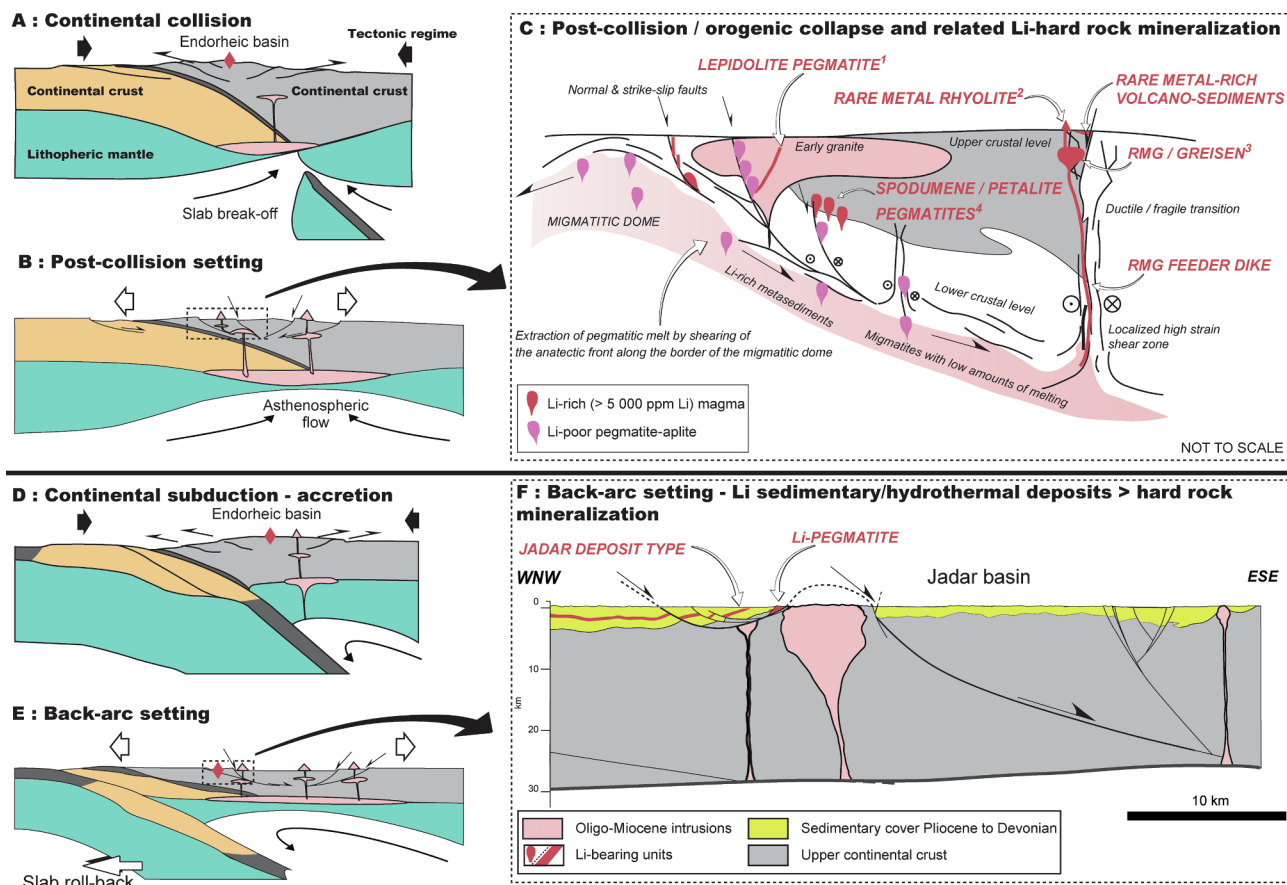 A : Continental collision
Endorheic basin
Tectonic regime
Continental crust
Continental crust
Lithopheric mantle
Slab break-off
B : Post-collision setting
Asthenospheric
flow
C : Post-collision / orogenic collapse and related Li-hard rock mineralization
LEPIDOLITE PEGMATITE¹
Normal & strike-slip faults
RARE METAL RHYOLITE²
RARE METAL-RICH
VOLCANO-SEDIMENTS
Early granite
Upper crustal level
RMG / GREISEN³
SPODUMENE / PETALITE
PEGMATITES⁴
MIGMATITIC DOME
Ductile / fragile transition
RMG FEEDER DIKE
Li-rich metasediments
Lower crustal level
Extraction of pegmatitic melt by shearing of
the anatectic front along the border of the migmatitic dome
Migmatites with low amounts of melting
Localized high strain
shear zone
Li-rich (> 5 000 ppm Li) magma
Li-poor pegmatite-aplite
NOT TO SCALE
D : Continental subduction - accretion
Endorheic basin
E : Back-arc setting
Slab roll-back
F : Back-arc setting - Li sedimentary/hydrothermal deposits > hard rock
mineralization
JADAR DEPOSIT TYPE
Li-PEGMATITE
WNW
Jadar basin
ESE
0
10
km
20
30
10 km
Oligo-Miocene intrusions
Sedimentary cover Pliocene to Devonian
Li-bearing units
Upper continental crust